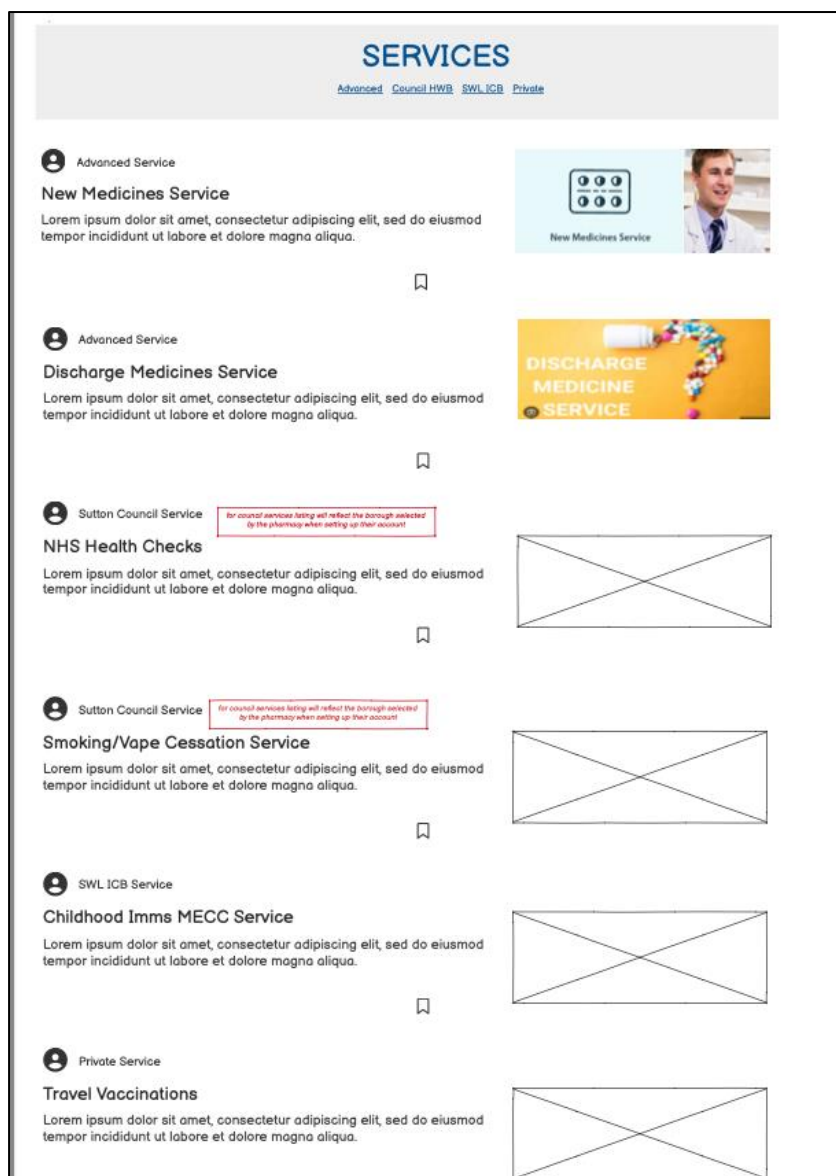 SERVICES
Advanced Council HWB SWL ICB Private
Advanced Service
New Medicines Service
Lorem ipsum dolor sit amet, consectetur adipiscing elit, sed do eiusmod
tempor incididunt ut labore et dolore magna aliqua.
New Medicines Service
Advanced Service
Discharge Medicines Service
Lorem ipsum dolor sit amet, consectetur adipiscing elit, sed do eiusmod
tempor incididunt ut labore et dolore magna aliqua.
DISCHARGE
MEDICINE
SERVICE
Sutton Council Service
for council services listing will reflect the borough selected
by the pharmacy when setting up their account
NHS Health Checks
Lorem ipsum dolor sit amet, consectetur adipiscing elit, sed do eiusmod
tempor incididunt ut labore et dolore magna aliqua.
Sutton Council Service
for council services listing will reflect the borough selected
by the pharmacy when setting up their account
Smoking/Vape Cessation Service
Lorem ipsum dolor sit amet, consectetur adipiscing elit, sed do eiusmod
tempor incididunt ut labore et dolore magna aliqua.
SWL ICB Service
Childhood Imms MECC Service
Lorem ipsum dolor sit amet, consectetur adipiscing elit, sed do eiusmod
tempor incididunt ut labore et dolore magna aliqua.
Private Service
Travel Vaccinations
Lorem ipsum dolor sit amet, consectetur adipiscing elit, sed do eiusmod
tempor incididunt ut labore et dolore magna aliqua.